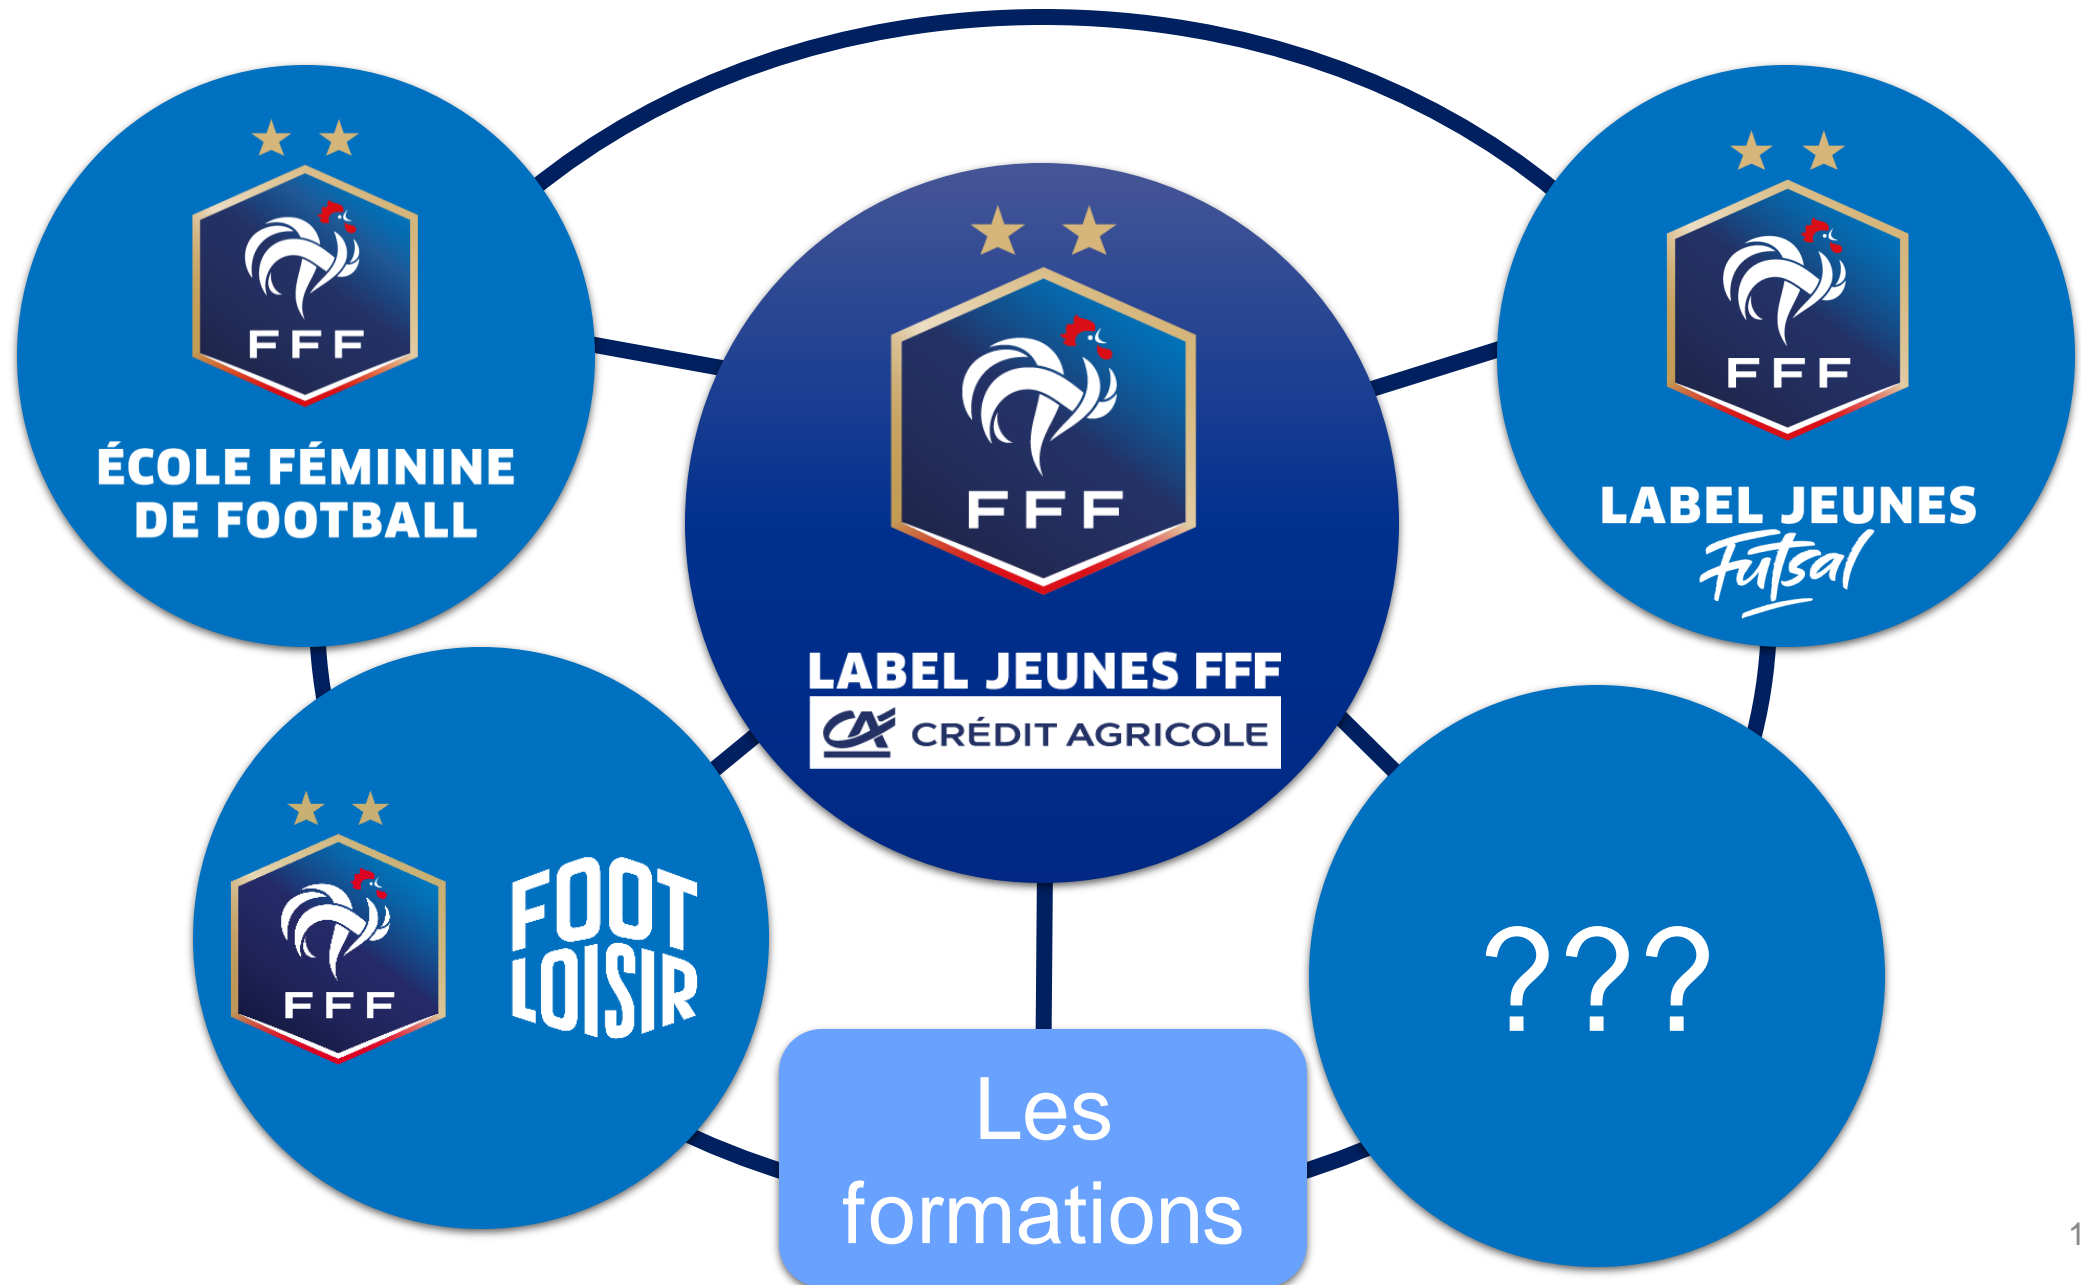 FFF
ÉCOLE FÉMININE
DE FOOTBALL
FFF
LABEL JEUNES FFF
CRÉDIT AGRICOLE
FFF
LABEL JEUNES
Futsal
FFF
FOOT
LOISIR
???
Les
formations
1